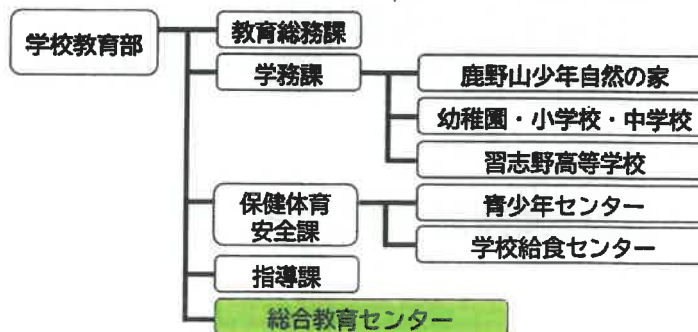 学校教育部
教育総務課
学務課
鹿野山少年自然の家
幼稚園・小学校・中学校
習志野高等学校
保健体育
安全課
青少年センター
学校給食センター
指導課
総合教育センター